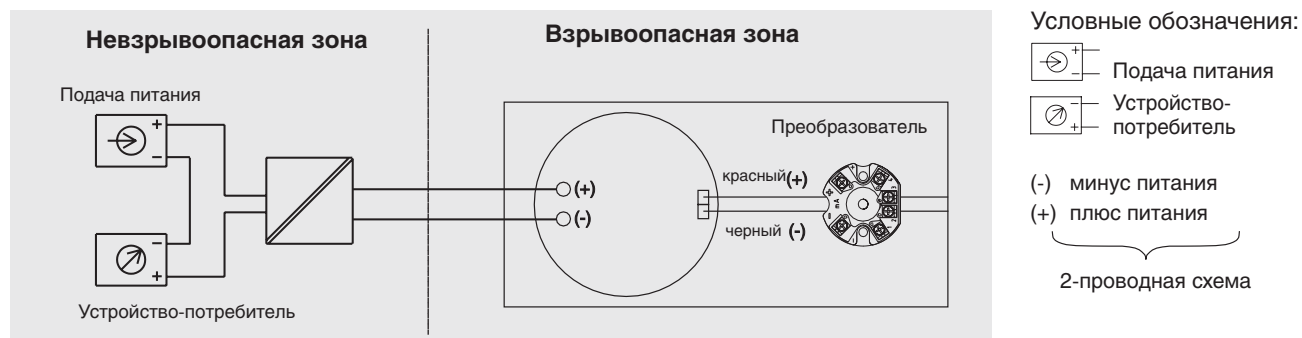 Невзрывоопасная зона
Взрывоопасная зона
Подача питания
+
−
−
+
Устройство-потребитель
(+)
(-)
Преобразователь
красный(+)
черный (-)
mA
Условные обозначения:
+
−
Подача питания
−
+
Устройство-
потребитель
(-) минус питания
(+) плюс питания
2-проводная схема